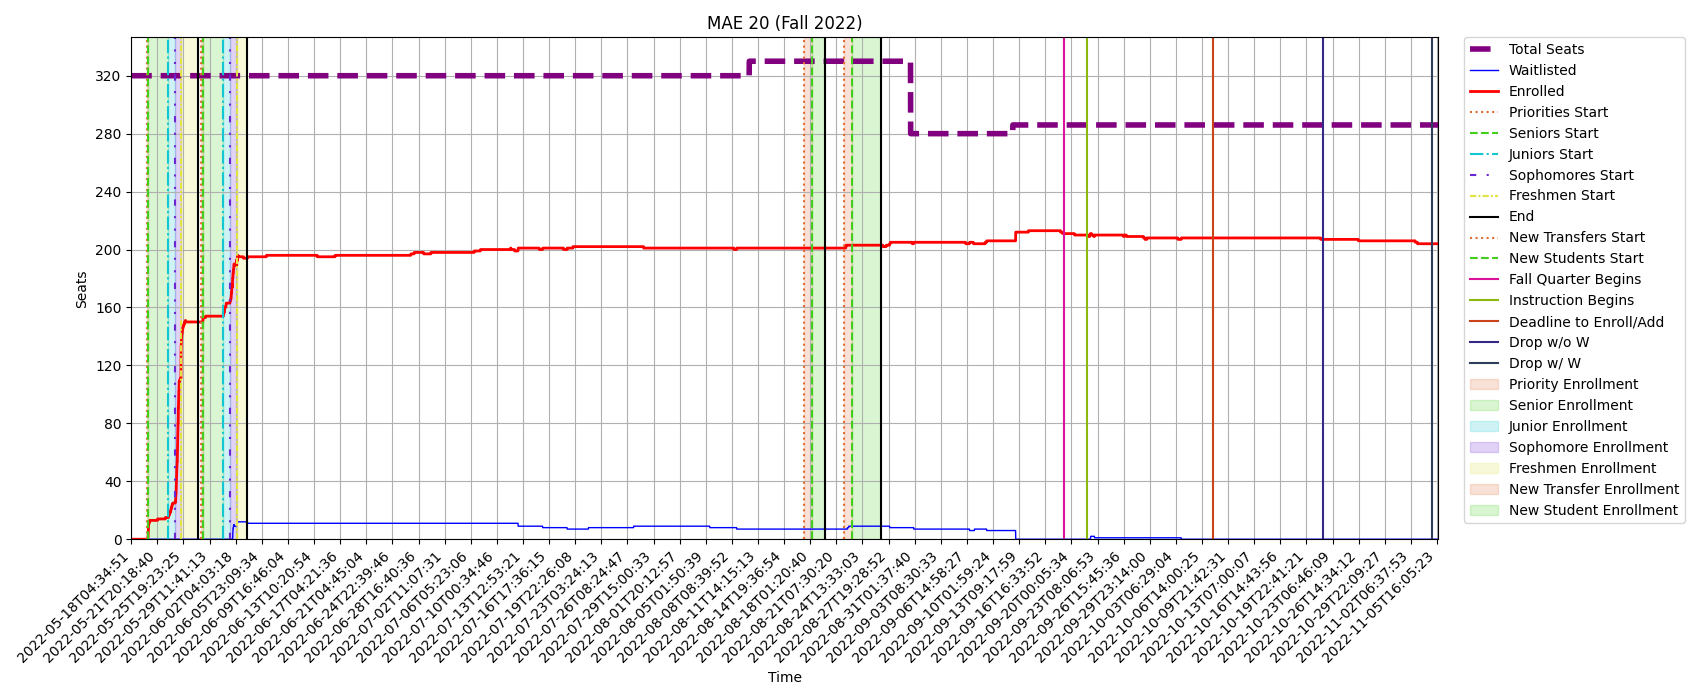 MAE 20 (Fall 2022)
Seats
320
280
240
200
160
120
80
40
0
2022-05-18T04:34:51
2022-05-21T20:18:40
2022-05-25T19:23:25
2022-05-29T11:41:13
2022-06-02T04:03:18
2022-06-05T23:09:34
2022-06-09T16:46:04
2022-06-13T10:20:54
2022-06-17T04:21:36
2022-06-21T04:45:04
2022-06-24T22:39:46
2022-06-28T16:40:36
2022-07-02T11:07:31
2022-07-06T05:23:06
2022-07-10T00:34:46
2022-07-13T12:53:21
2022-07-16T17:36:15
2022-07-19T22:26:08
2022-07-23T03:24:13
2022-07-26T08:24:47
2022-07-29T15:00:33
2022-08-01T20:12:57
2022-08-05T01:50:39
2022-08-08T08:39:52
2022-08-11T14:15:13
2022-08-14T19:36:54
2022-08-18T01:20:40
2022-08-21T07:30:20
2022-08-24T13:33:03
2022-08-27T19:28:52
2022-08-31T01:37:40
2022-09-03T08:30:33
2022-09-06T14:58:27
2022-09-10T01:59:24
2022-09-13T09:17:59
2022-09-16T16:33:52
2022-09-20T00:05:34
2022-09-23T08:06:53
2022-09-26T15:45:36
2022-09-29T23:14:00
2022-10-03T06:29:04
2022-10-06T14:00:25
2022-10-09T21:42:31
2022-10-13T07:00:07
2022-10-16T14:43:56
2022-10-19T22:41:21
2022-10-23T06:46:09
2022-10-26T14:34:12
2022-10-29T22:09:27
2022-11-02T06:37:53
2022-11-05T16:05:23
Time
Total Seats
Waitlisted
Enrolled
Priorities Start
Seniors Start
Juniors Start
Sophomores Start
Freshmen Start
End
New Transfers Start
New Students Start
Fall Quarter Begins
Instruction Begins
Deadline to Enroll/Add
Drop w/o W
Drop w/ W
Priority Enrollment
Senior Enrollment
Junior Enrollment
Sophomore Enrollment
Freshmen Enrollment
New Transfer Enrollment
New Student Enrollment